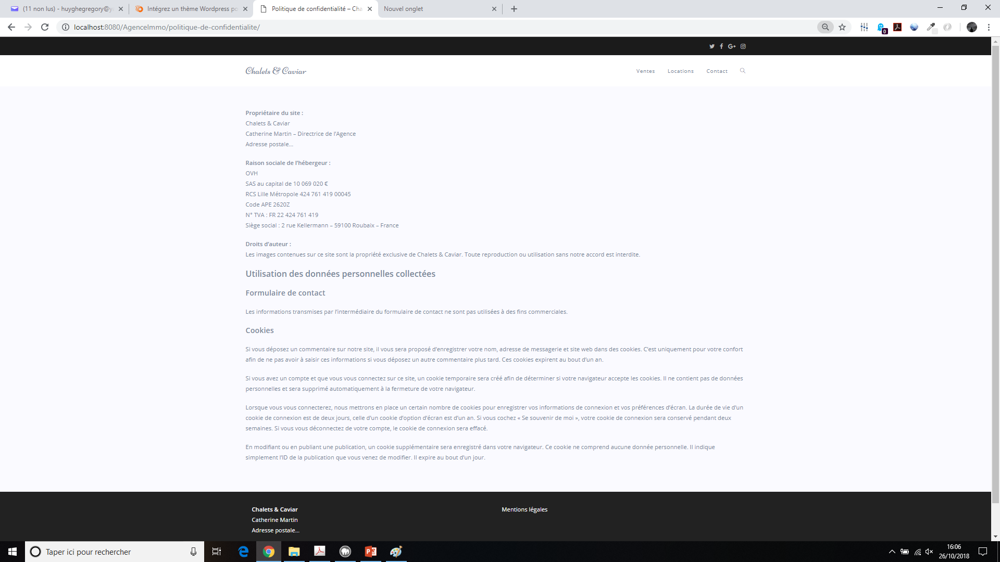 (11 non lus) - huyghegregory@y
Intégrez un thème Wordpress po
Politique de confidentialité – Cha
Nouvel onglet
localhost:8080/AgenceImmo/politique-de-confidentialite/
0
Chalets & Caviar
Ventes
Locations
Contact
Propriétaire du site :
Chalets & Caviar
Catherine Martin – Directrice de l’Agence
Adresse postale…
Raison sociale de l’hébergeur :
OVH
SAS au capital de 10 069 020 €
RCS Lille Métropole 424 761 419 00045
Code APE 2620Z
N° TVA : FR 22 424 761 419
Siège social : 2 rue Kellermann – 59100 Roubaix – France
Droits d’auteur :
Les images contenues sur ce site sont la propriété exclusive de Chalets & Caviar. Toute reproduction ou utilisation sans notre accord est interdite.
Utilisation des données personnelles collectées
Formulaire de contact
Les informations transmises par l’intermédiaire du formulaire de contact ne sont pas utilisées à des fins commerciales.
Cookies
Si vous déposez un commentaire sur notre site, il vous sera proposé d’enregistrer votre nom, adresse de messagerie et site web dans des cookies. C’est uniquement pour votre confort
afin de ne pas avoir à saisir ces informations si vous déposez un autre commentaire plus tard. Ces cookies expirent au bout d’un an.
Si vous avez un compte et que vous vous connectez sur ce site, un cookie temporaire sera créé afin de déterminer si votre navigateur accepte les cookies. Il ne contient pas de données
personnelles et sera supprimé automatiquement à la fermeture de votre navigateur.
Lorsque vous vous connecterez, nous mettrons en place un certain nombre de cookies pour enregistrer vos informations de connexion et vos préférences d’écran. La durée de vie d’un
cookie de connexion est de deux jours, celle d’un cookie d’option d’écran est d’un an. Si vous cochez « Se souvenir de moi », votre cookie de connexion sera conservé pendant deux
semaines. Si vous vous déconnectez de votre compte, le cookie de connexion sera effacé.
En modifiant ou en publiant une publication, un cookie supplémentaire sera enregistré dans votre navigateur. Ce cookie ne comprend aucune donnée personnelle. Il indique
simplement l’ID de la publication que vous venez de modifier. Il expire au bout d’un jour.
Chalets & Caviar
Catherine Martin
Adresse postale…
Mentions légales
Taper ici pour rechercher
16:06
26/10/2018